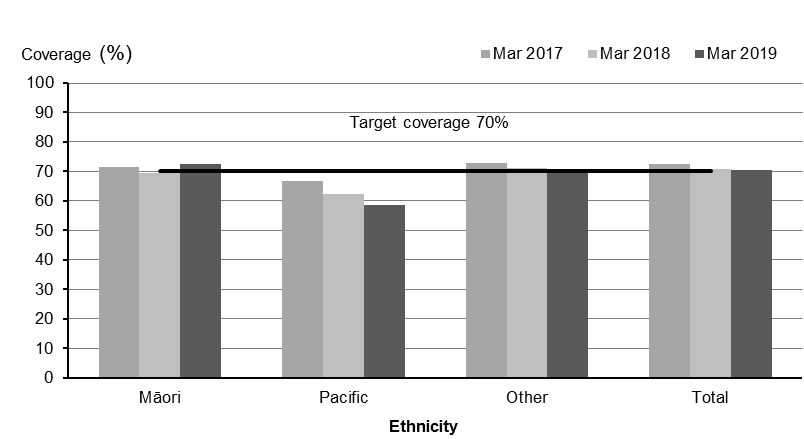 Coverage (%)
Mar 2017 Mar 2018 Mar 2019
100
90
Target coverage 70%
80
70
60
50
40
30
20
10
0
Māori Pacific Other Total
Ethnicity